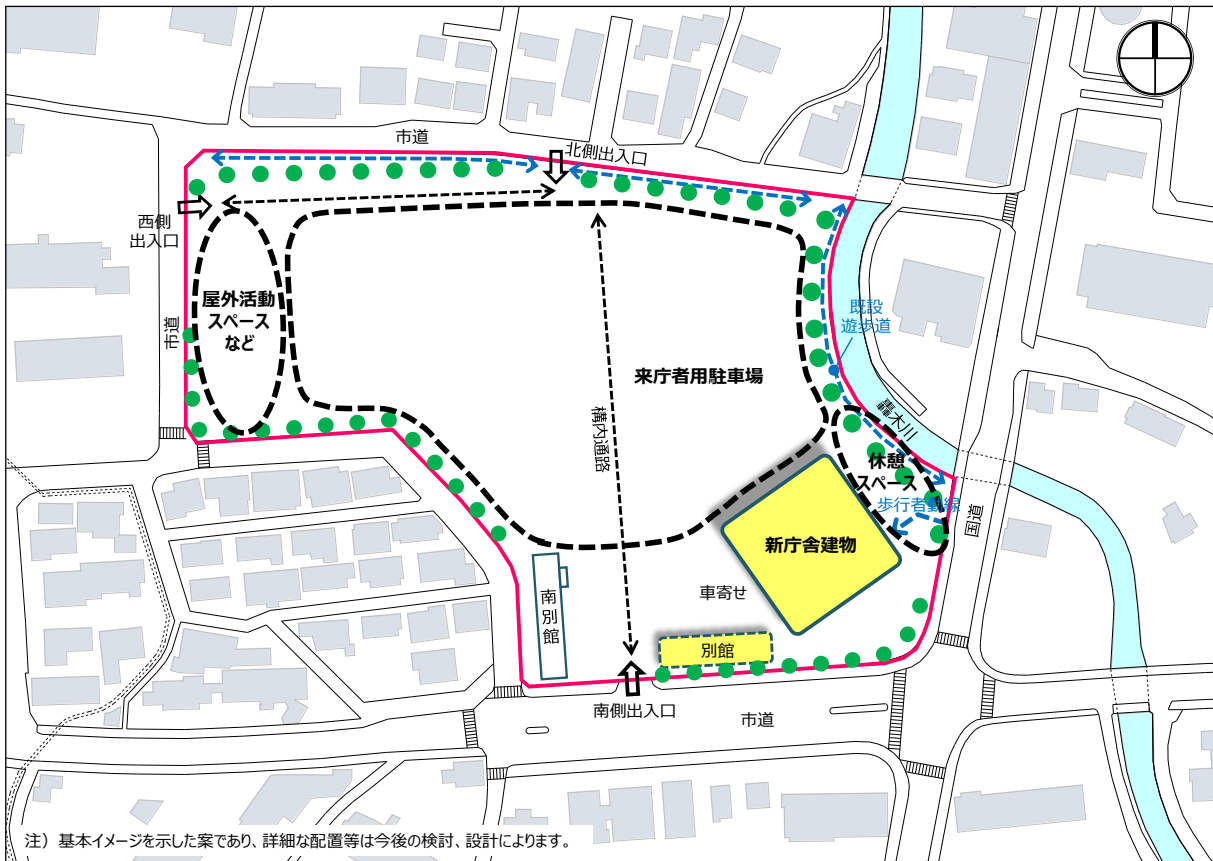 市道
北側出入口
西側
出入口
屋外活動
スペース
など
市道
既設
遊歩道
来庁者用駐車場
轟木川
構内通路
休憩
スペース
歩行者動線
国道
新庁舎建物
車寄せ
南別館
別館
南側出入口
市道
注）基本イメージを示した案であり、詳細な配置等は今後の検討、設計によります。